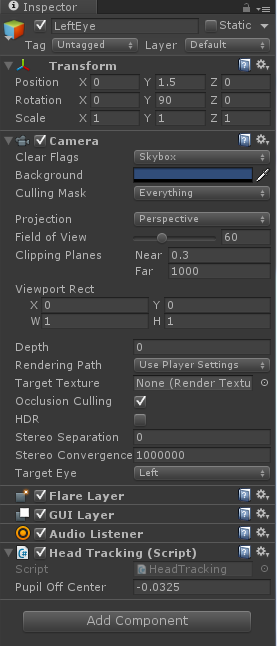 Inspector
LeftEye Static
Tag Untagged Layer Default
Transform
Position X 0 Y 1.5 Z 0
Rotation X 0 Y 90 Z 0
Scale X 1 Y 1 Z 1
Camera
Clear Flags Skybox
Background
Culling Mask Everything
Projection Perspective
Field of View 60
Clipping Planes Near 0.3
Far 1000
Viewport Rect
X 0 Y 0
W 1 H 1
Depth 0
Rendering Path Use Player Settings
Target Texture None (Render Textu
Occlusion Culling
HDR
Stereo Separation 0
Stereo Convergence 1000000
Target Eye Left
Flare Layer
GUI Layer
Audio Listener
Head Tracking (Script)
Script HeadTracking
Pupil Off Center -0.0325
Add Component